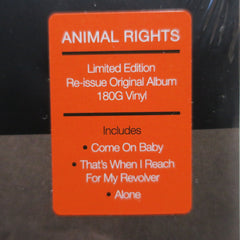 ANIMAL RIGHTS
Limited Edition
Re-issue Original Album
180G Vinyl
Includes
• Come On Baby
• That's When I Reach
For My Revolver
• Alone